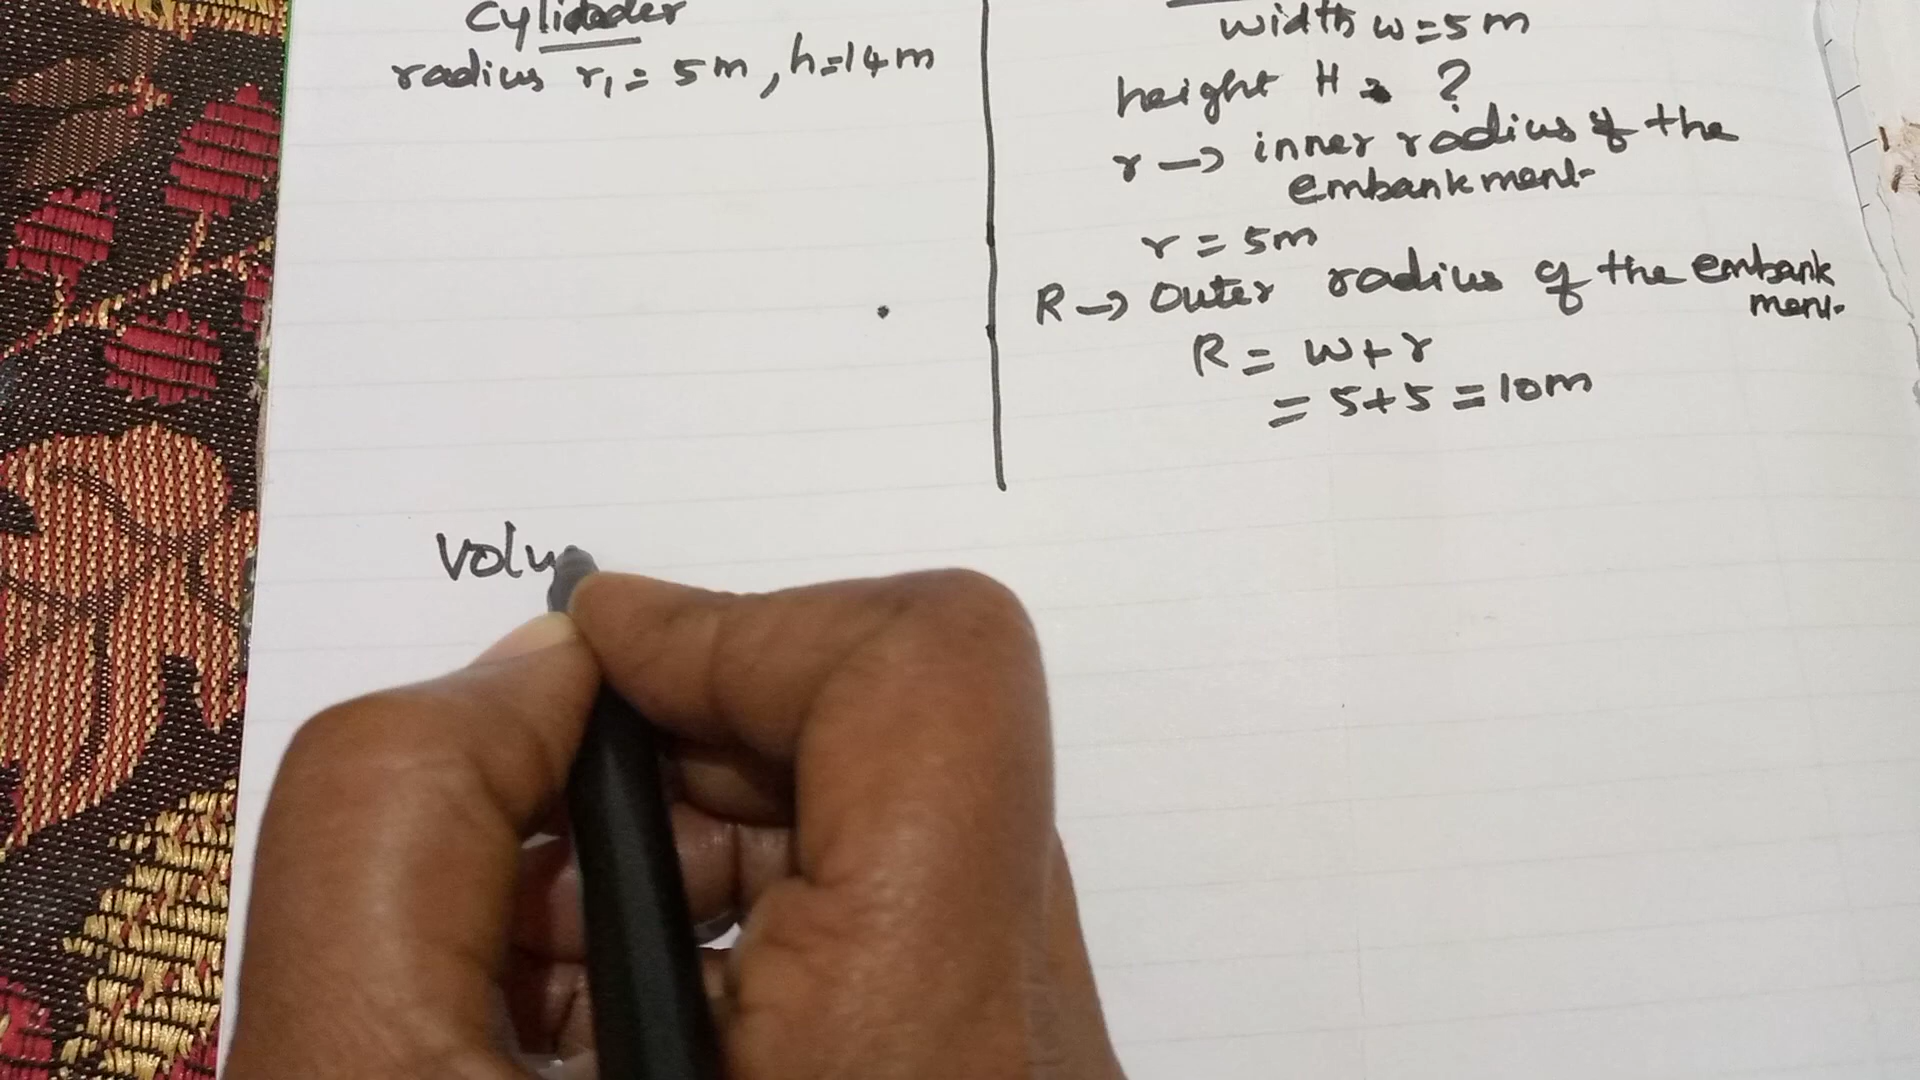 Cylinder
radius r₁ = 5m, h=14m
width w=5m
height H = ?
r → inner radius of the
embankment
r = 5m
R → Outer radius of the embank
ment.
R = w+r
= 5+5 = 10m
Volu